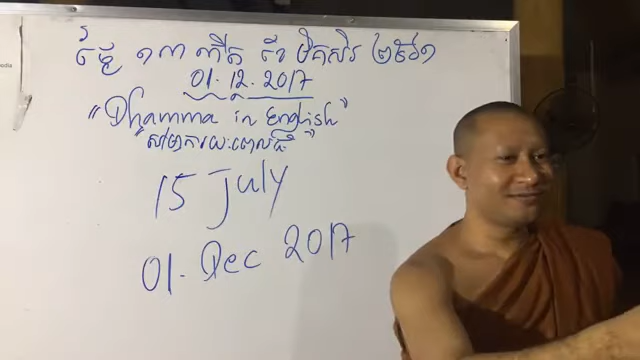 ថ្ងៃ ១៣ កើត ខែ មិគសិរ ២៥៦១
01. 12. 2017
"Dhamma in English"
15 July
01. Dec 2017